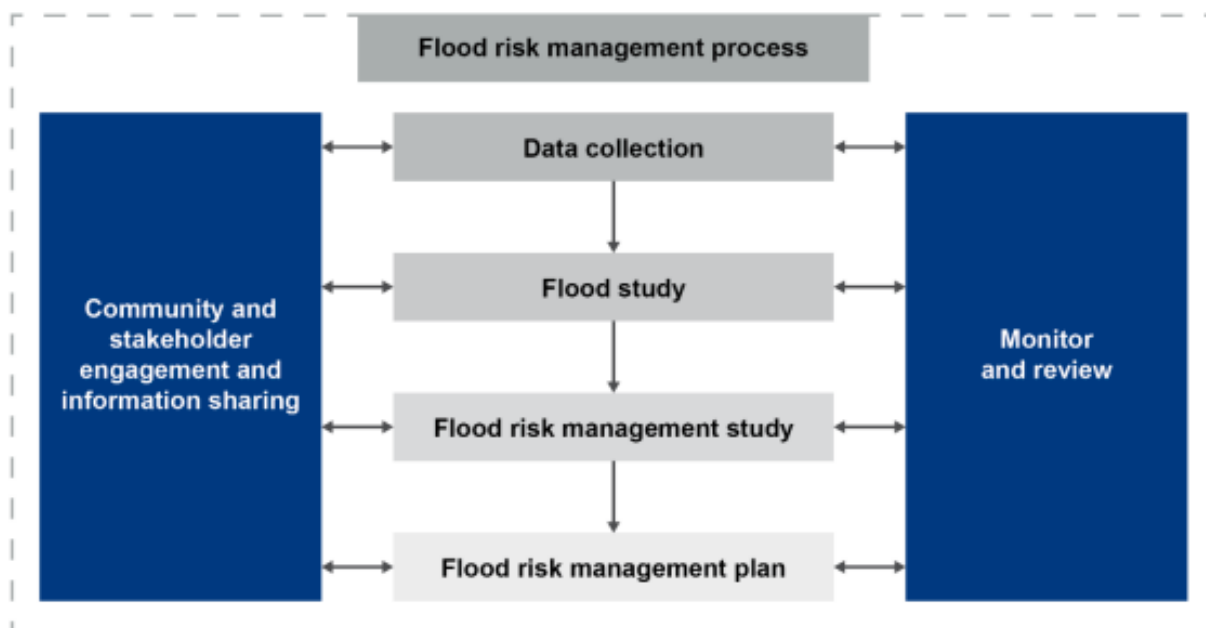 Flood risk management process
Data collection
Flood study
Community and
stakeholder
engagement and
information sharing
Monitor
and review
Flood risk management study
Flood risk management plan